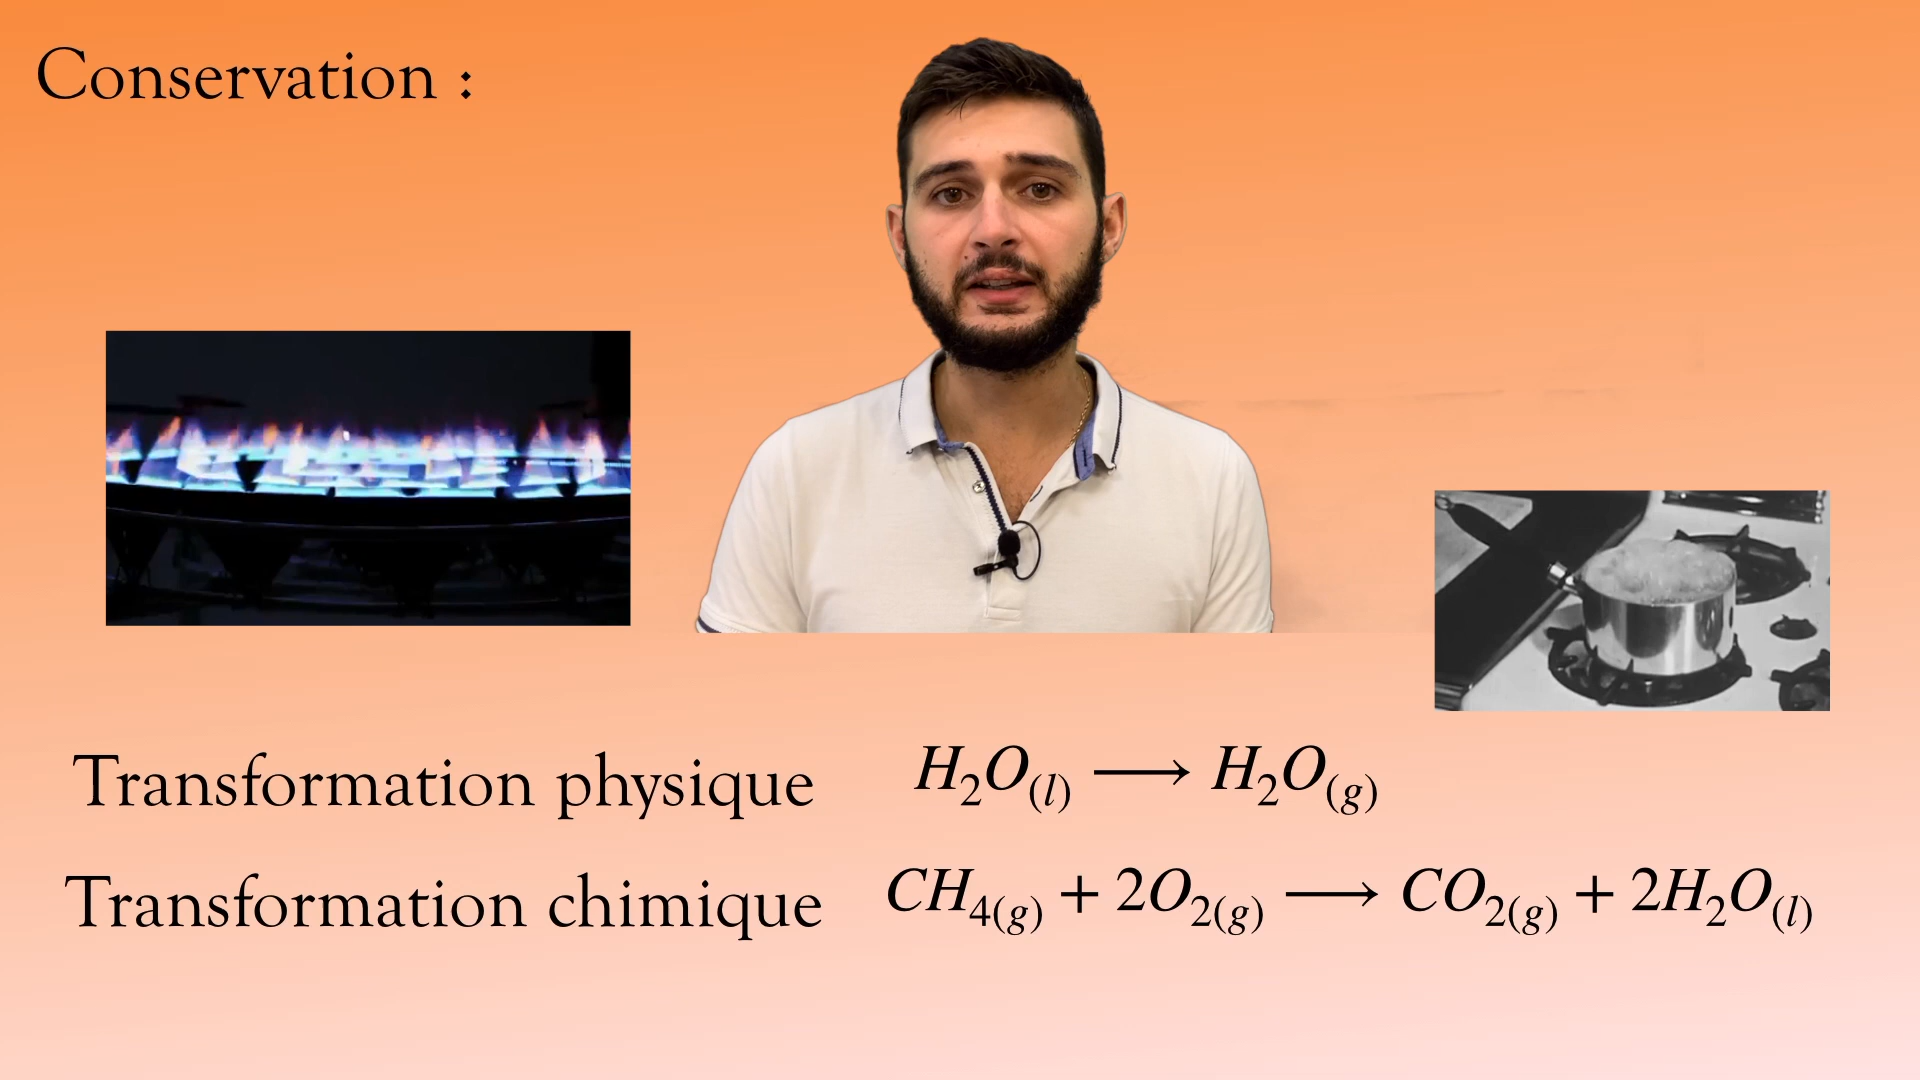 Conservation :
Transformation physique H₂O₍l₎ ⟶ H₂O₍g₎
Transformation chimique CH₄₍g₎ + 2O₂₍g₎ ⟶ CO₂₍g₎ + 2H₂O₍l₎